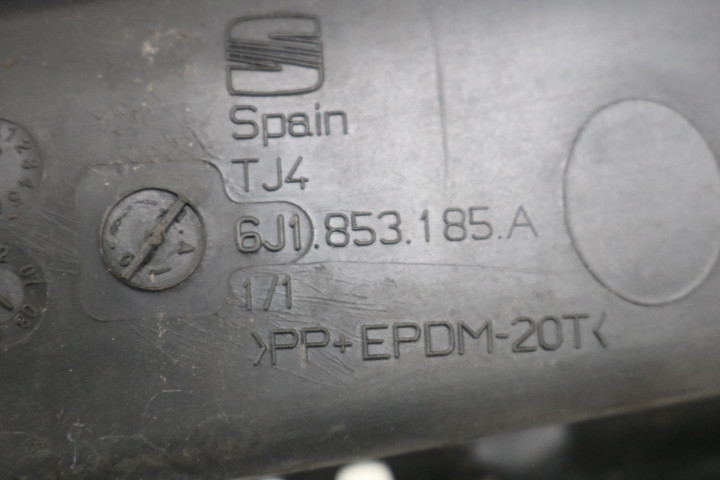 Spain
TJ4
6J1.853.185.A
1/1
>PP+EPDM-20T<